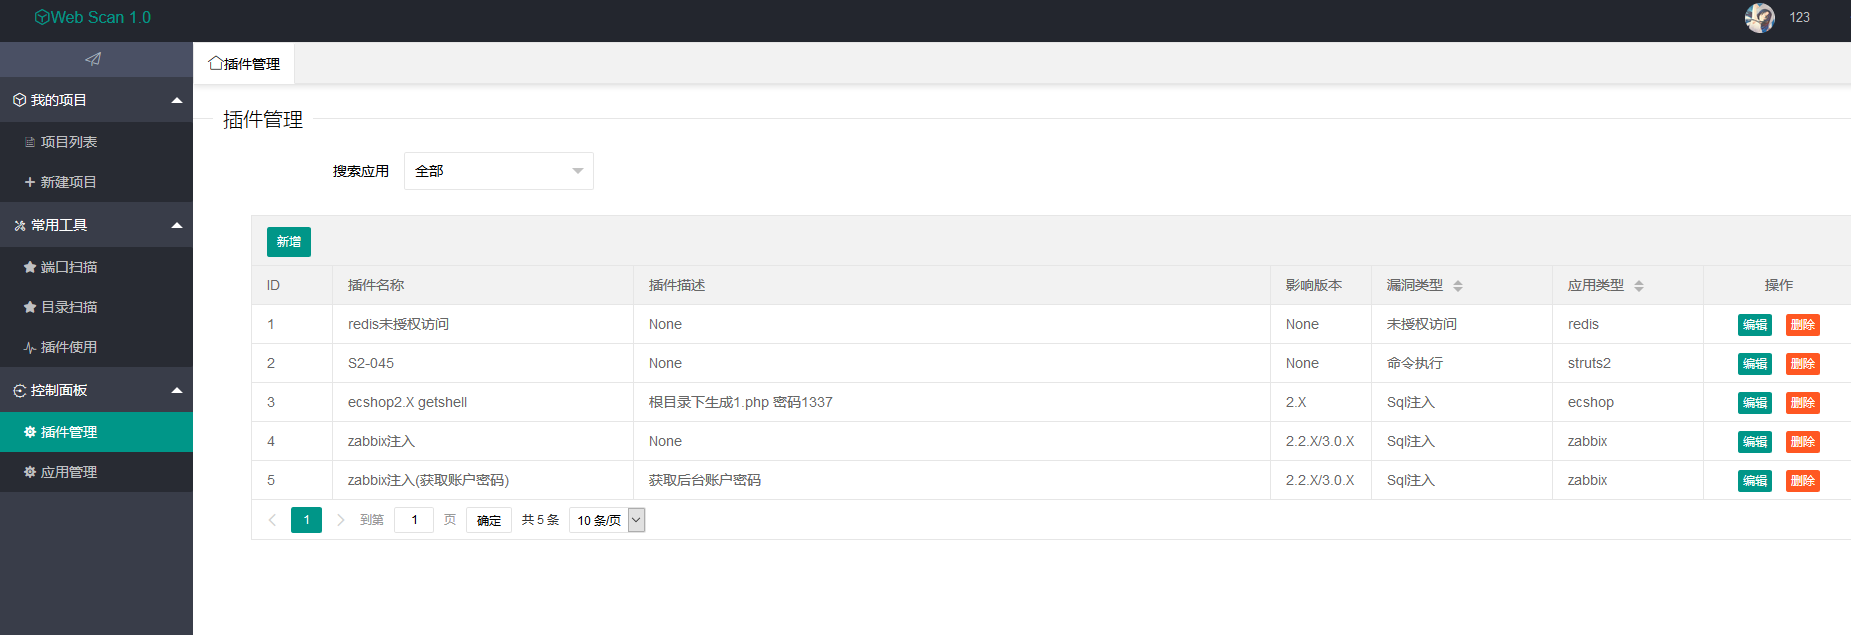 Web Scan 1.0
123
我的项目
项目列表
新建项目
常用工具
端口扫描
目录扫描
插件使用
控制面板
插件管理
应用管理
插件管理
插件管理
搜索应用 全部
新增
ID 插件名称 插件描述 影响版本 漏洞类型 应用类型 操作
1 redis未授权访问 None None 未授权访问 redis 编辑 删除
2 S2-045 None None 命令执行 struts2 编辑 删除
3 ecshop2.X getshell 根目录下生成1.php 密码1337 2.X Sql注入 ecshop 编辑 删除
4 zabbix注入 None 2.2.X/3.0.X Sql注入 zabbix 编辑 删除
5 zabbix注入(获取账户密码) 获取后台账户密码 2.2.X/3.0.X Sql注入 zabbix 编辑 删除
1 到第 1 页 确定 共 5 条 10 条/页